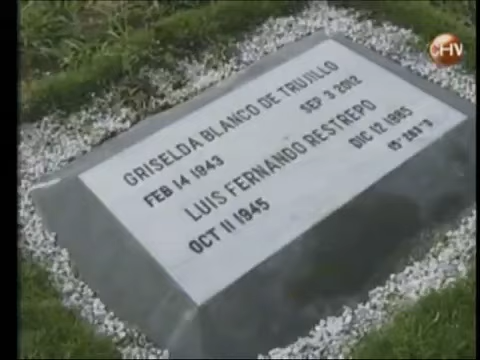 CHV
GRISELDA BLANCO DE TRUJILLO
FEB 14 1943 SEP 3 2012
LUIS FERNANDO RESTREPO
OCT 11 1945 DIC 12 1985